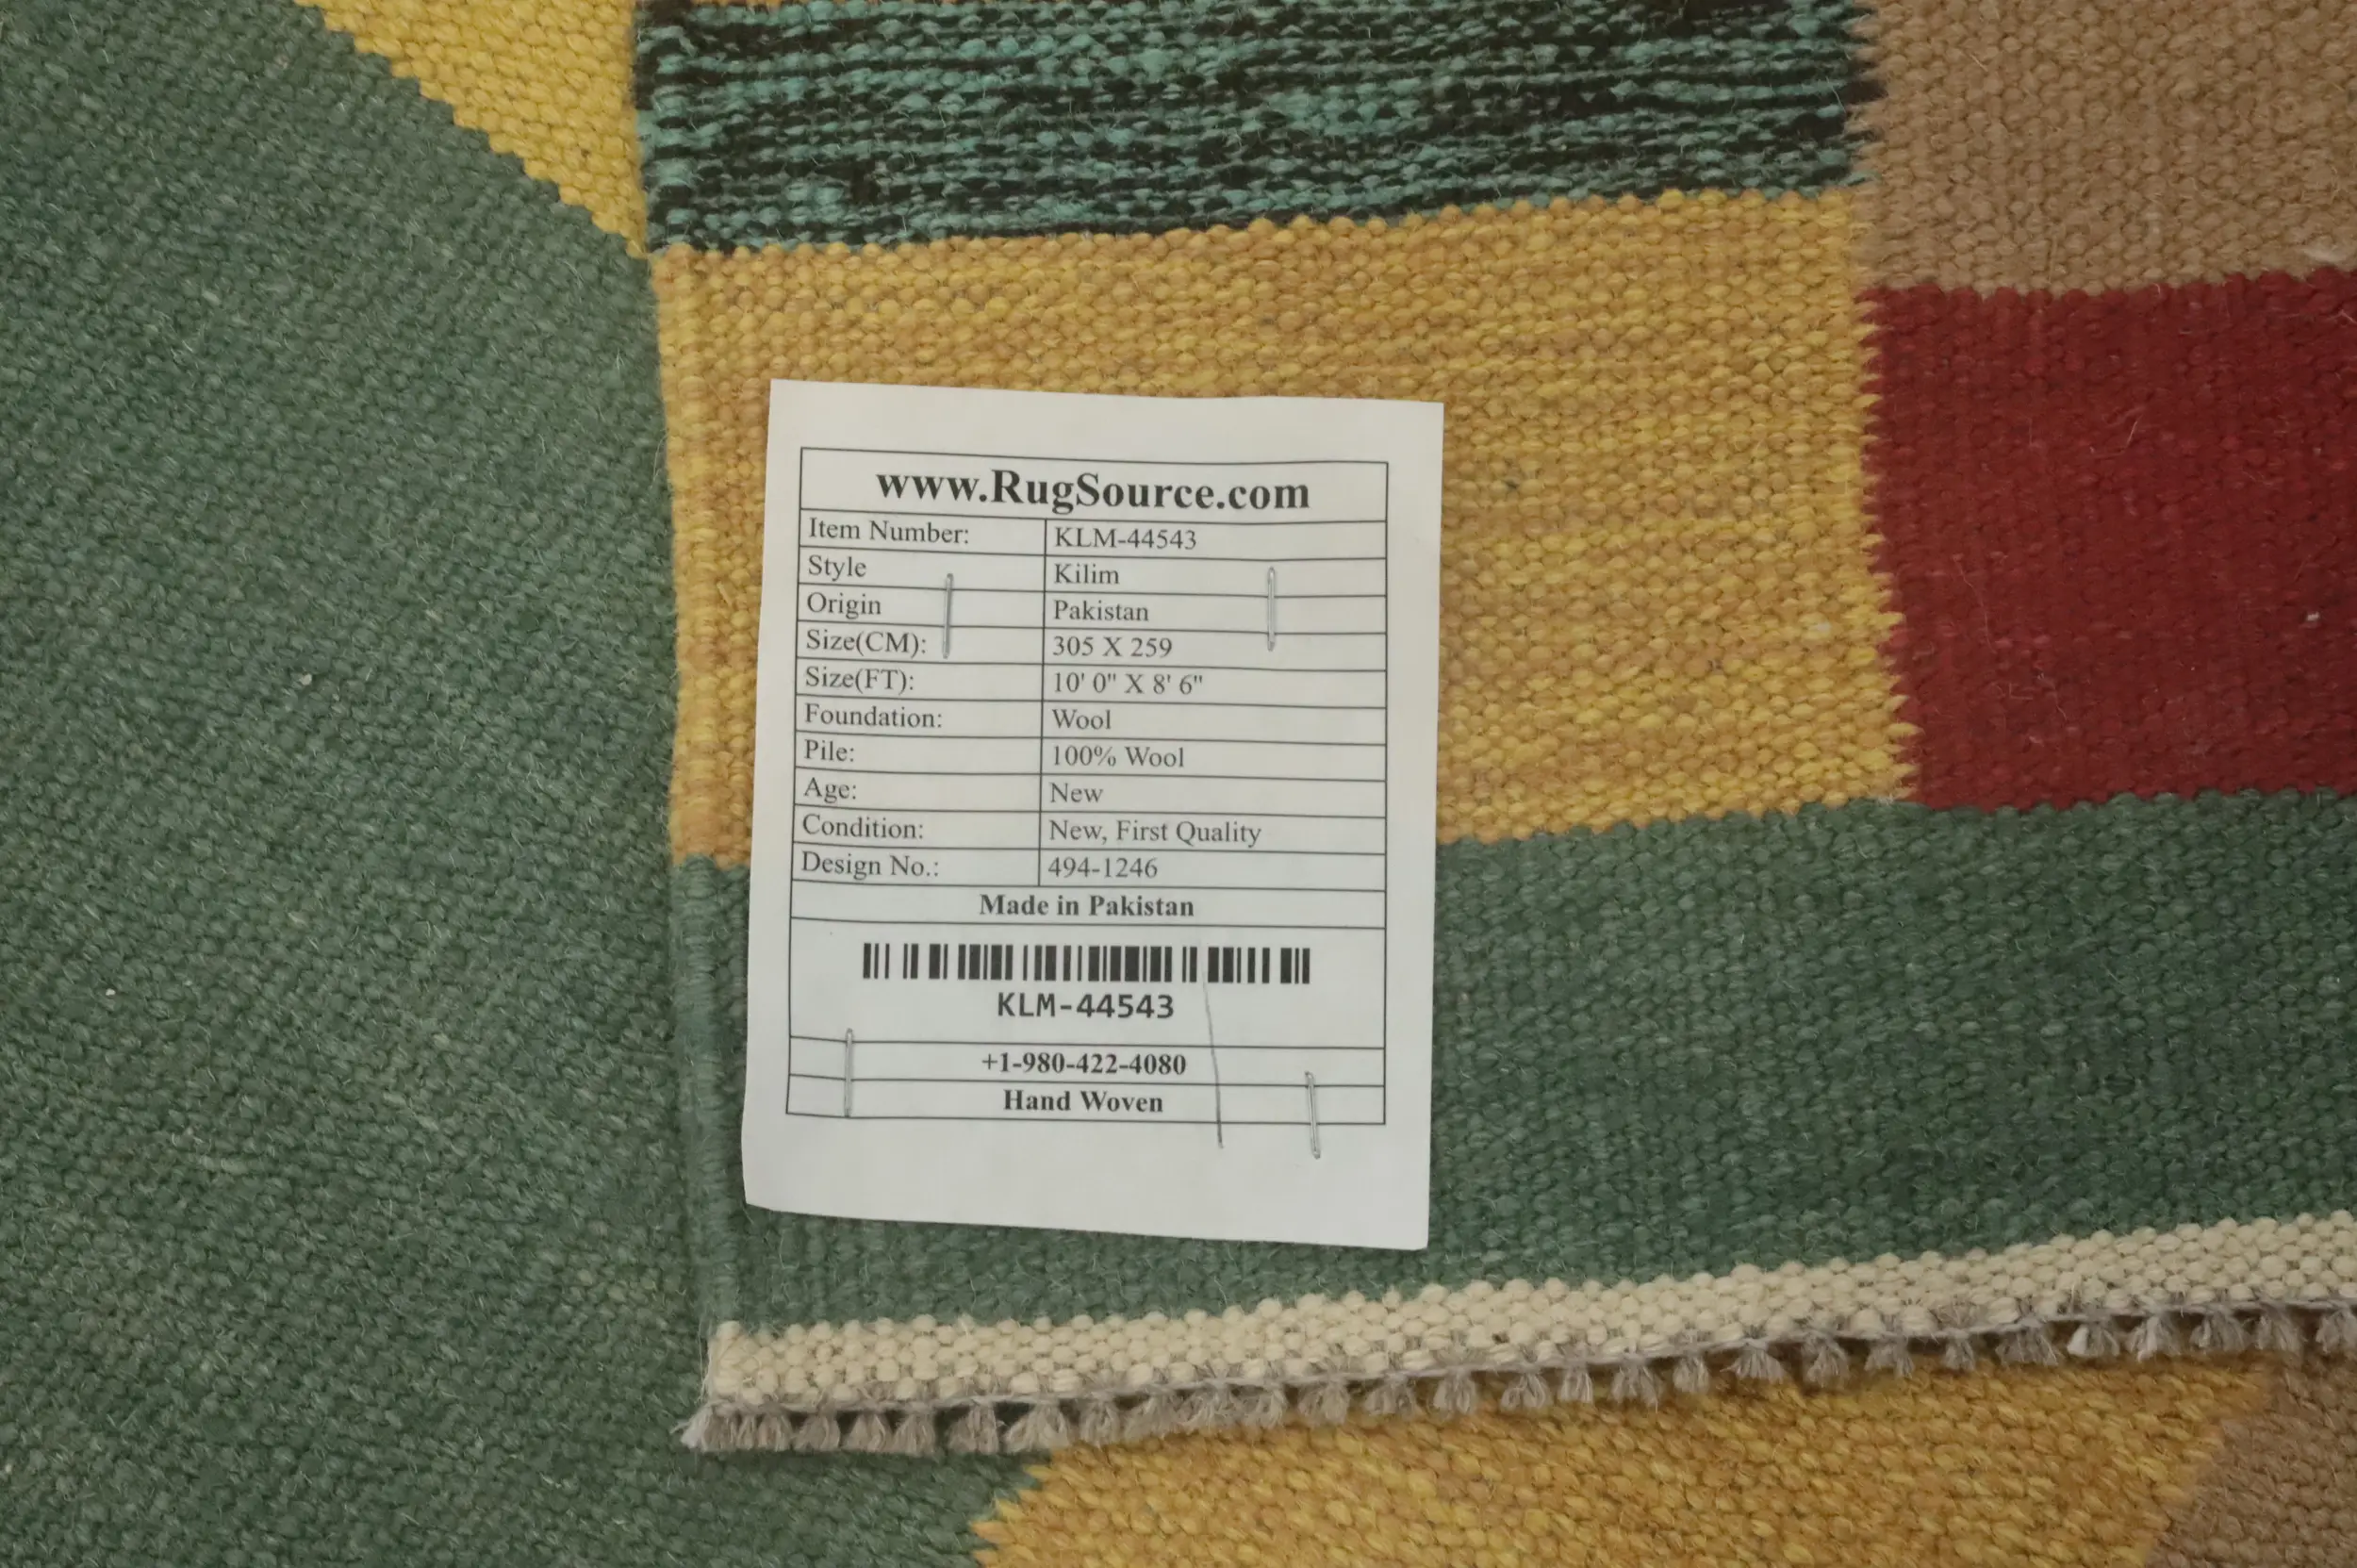 www.RugSource.com
Item Number: KLM-44543
Style Kilim
Origin Pakistan
Size(CM): 305 X 259
Size(FT): 10' 0" X 8' 6"
Foundation: Wool
Pile: 100% Wool
Age: New
Condition: New, First Quality
Design No.: 494-1246
Made in Pakistan
KLM-44543
+1-980-422-4080
Hand Woven